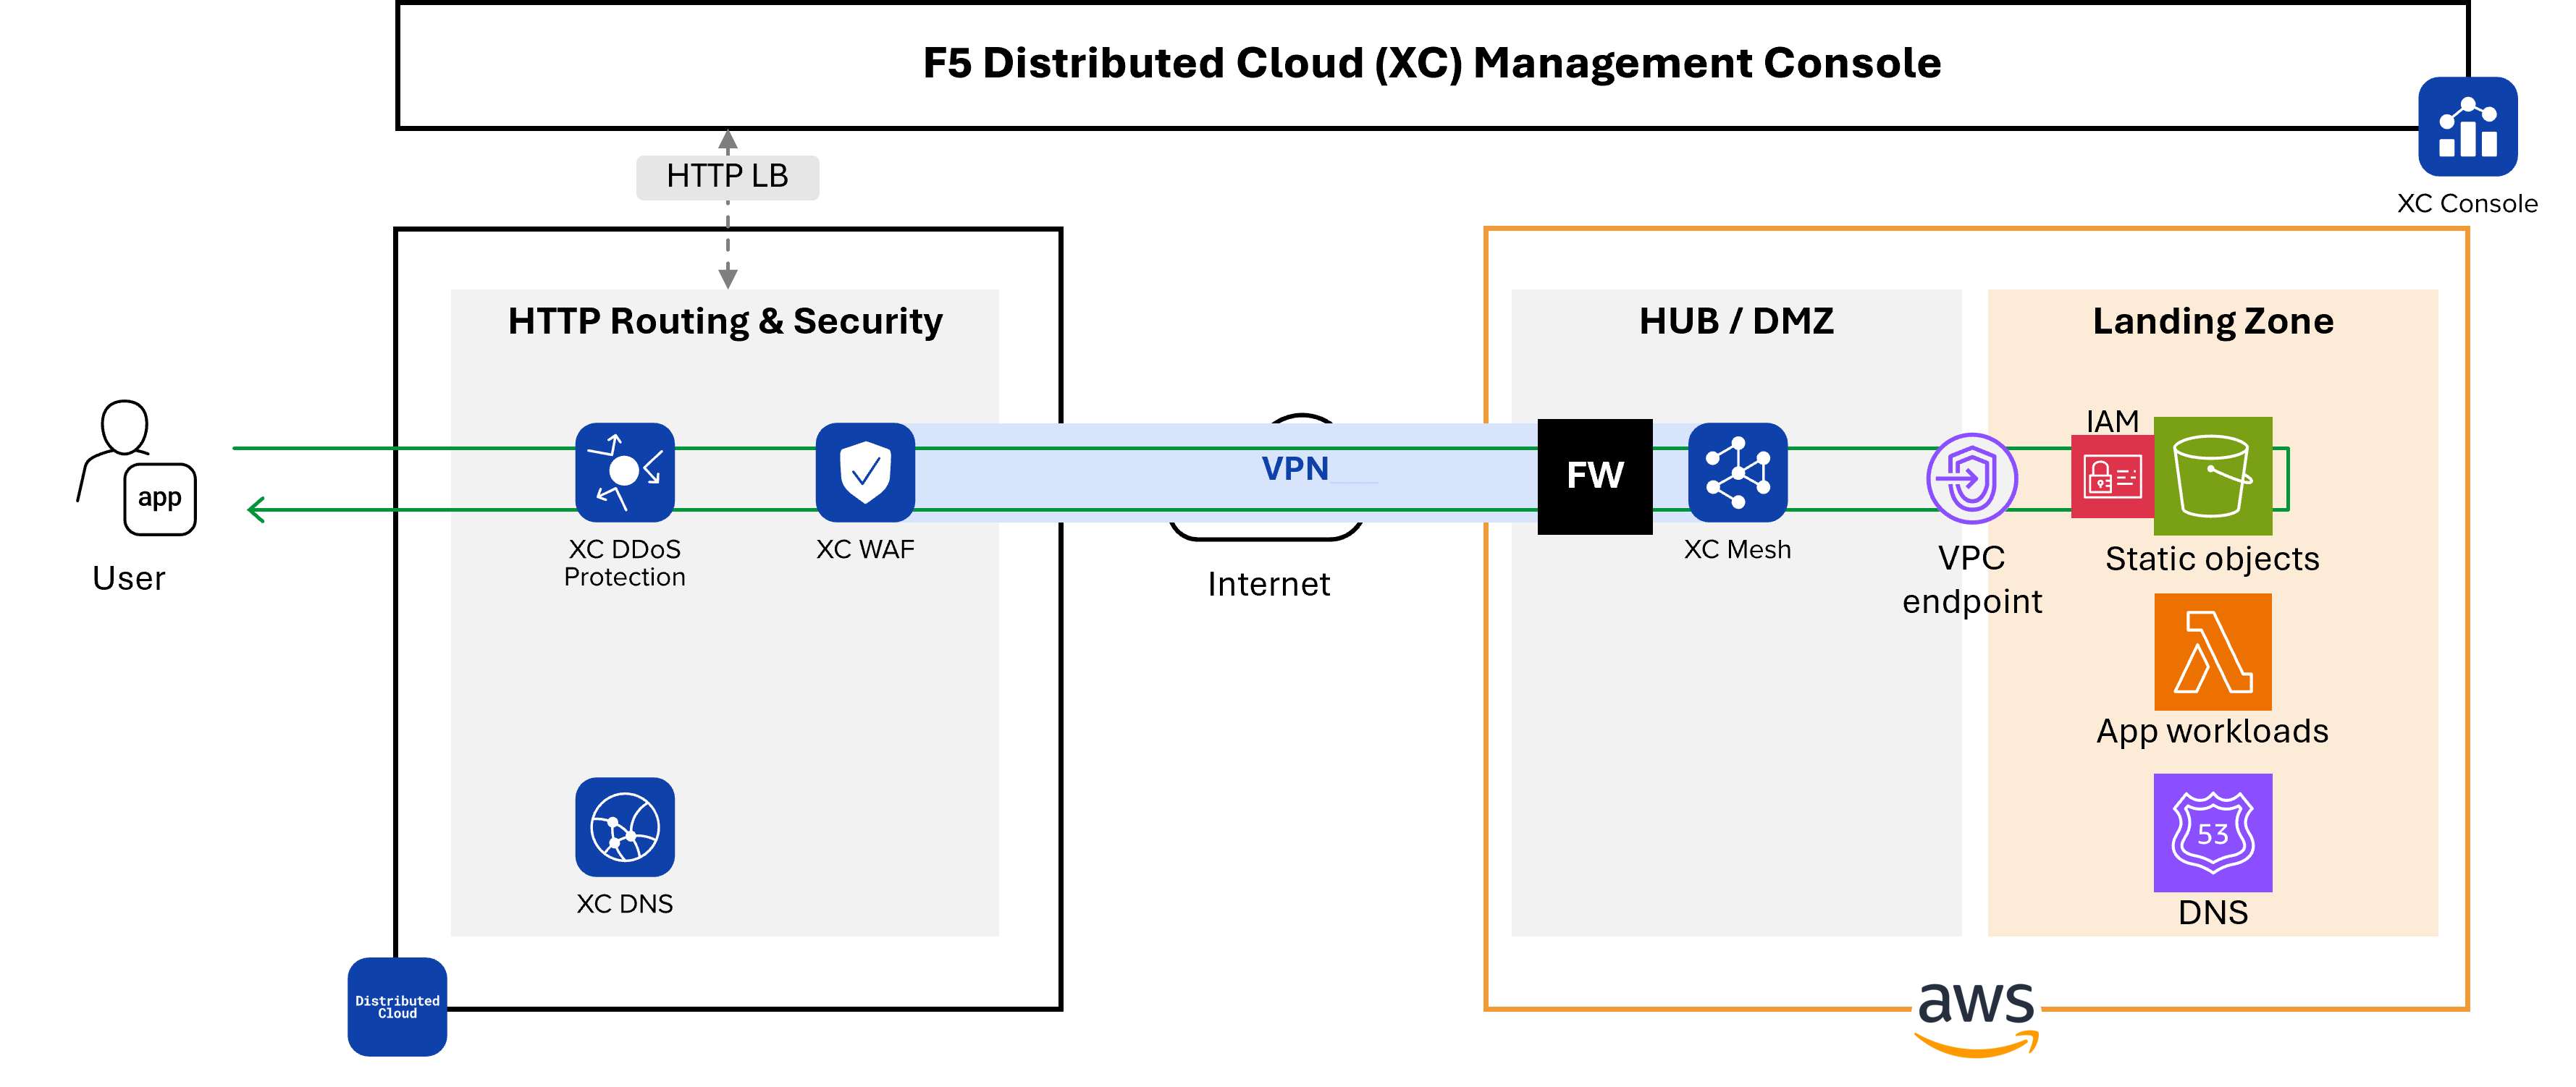 F5 Distributed Cloud (XC) Management Console
XC Console
HTTP LB
HTTP Routing & Security
HUB / DMZ
Landing Zone
app
User
XC DDoS
Protection
XC WAF
VPN
Internet
FW
XC Mesh
VPC
endpoint
IAM
Static objects
App workloads
53
DNS
XC DNS
Distributed
Cloud
aws